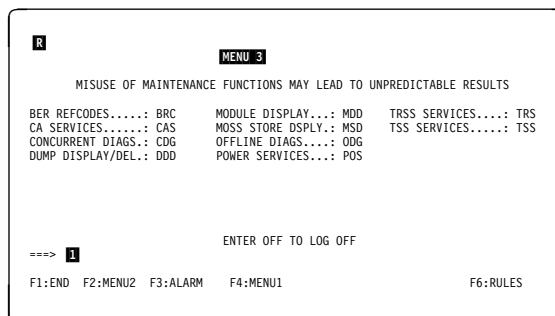 R
MENU 3
MISUSE OF MAINTENANCE FUNCTIONS MAY LEAD TO UNPREDICTABLE RESULTS
BER REFCODES.....: BRC MODULE DISPLAY...: MDD TRSS SERVICES....: TRS
CA SERVICES......: CAS MOSS STORE DSPLY.: MSD TSS SERVICES.....: TSS
CONCURRENT DIAGS.: CDG OFFLINE DIAGS....: ODG
DUMP DISPLAY/DEL.: DDD POWER SERVICES...: POS
ENTER OFF TO LOG OFF
===> 1
F1:END F2:MENU2 F3:ALARM F4:MENU1 F6:RULES